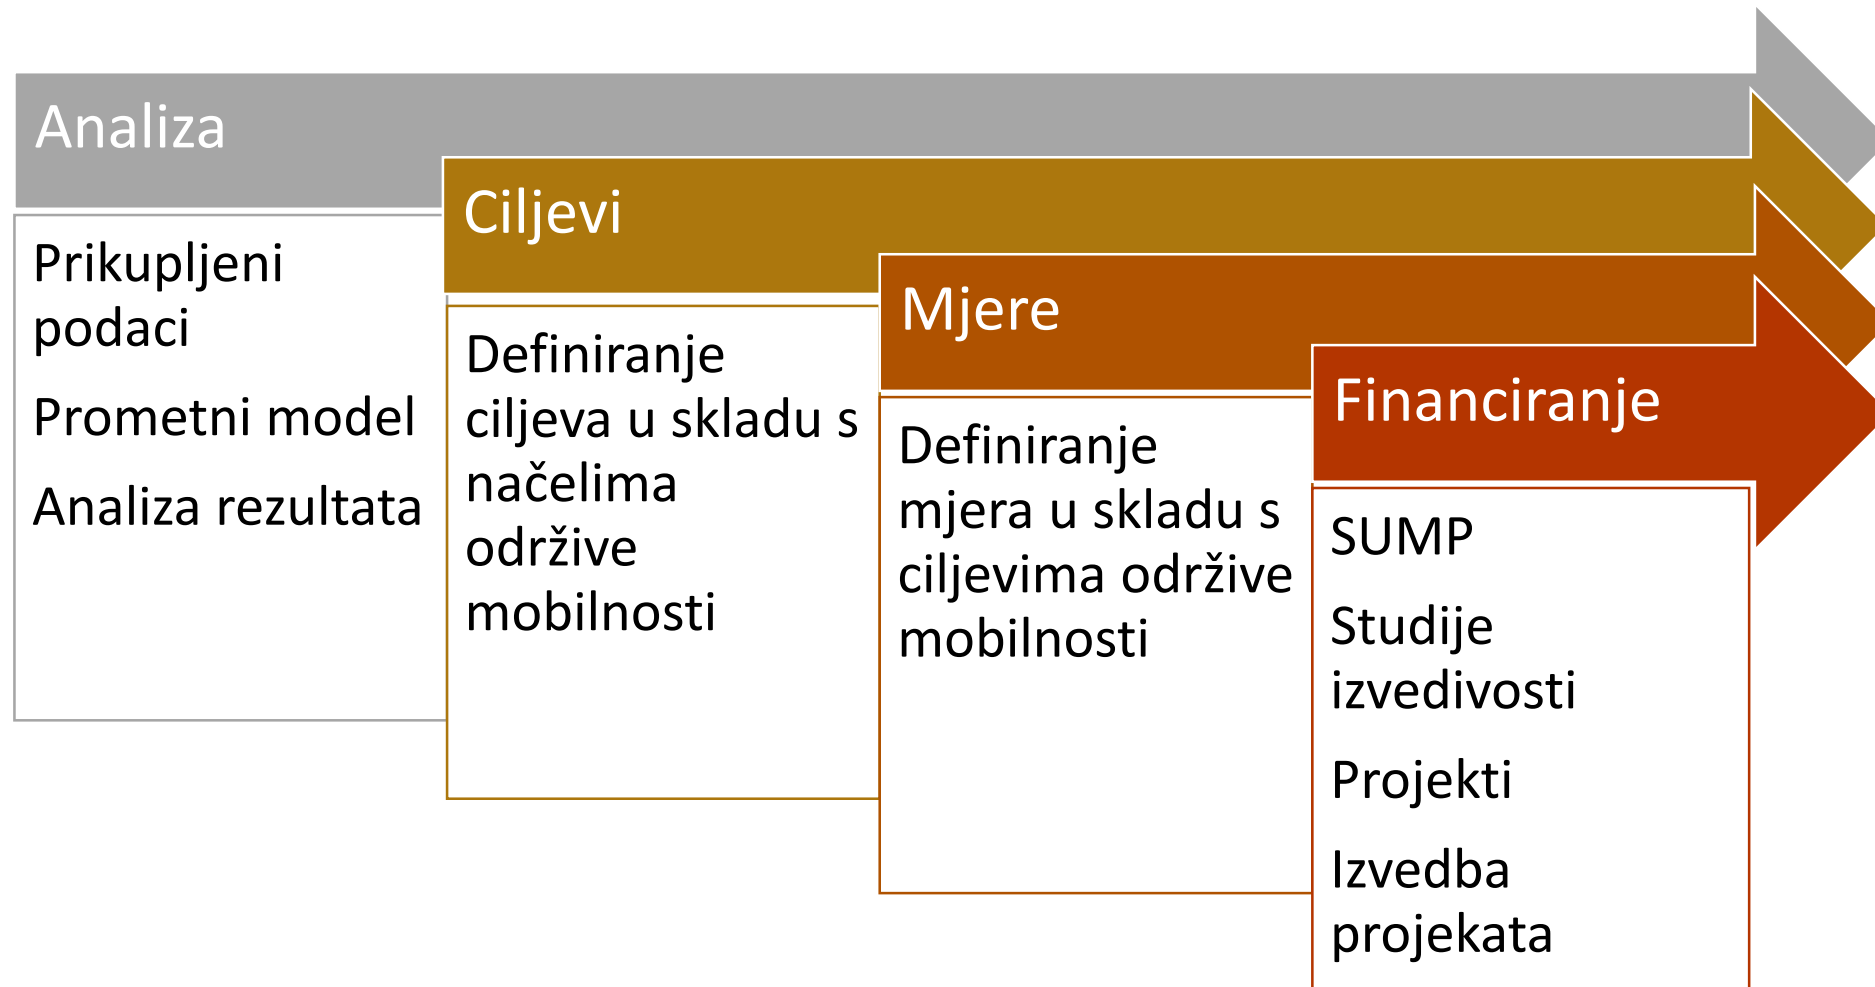 Analiza
Prikupljeni
podaci
Prometni model
Analiza rezultata
Ciljevi
Definiranje
ciljeva u skladu s
načelima
održive
mobilnosti
Mjere
Definiranje
mjera u skladu s
ciljevima održive
mobilnosti
Financiranje
SUMP
Studije
izvedivosti
Projekti
Izvedba
projekata